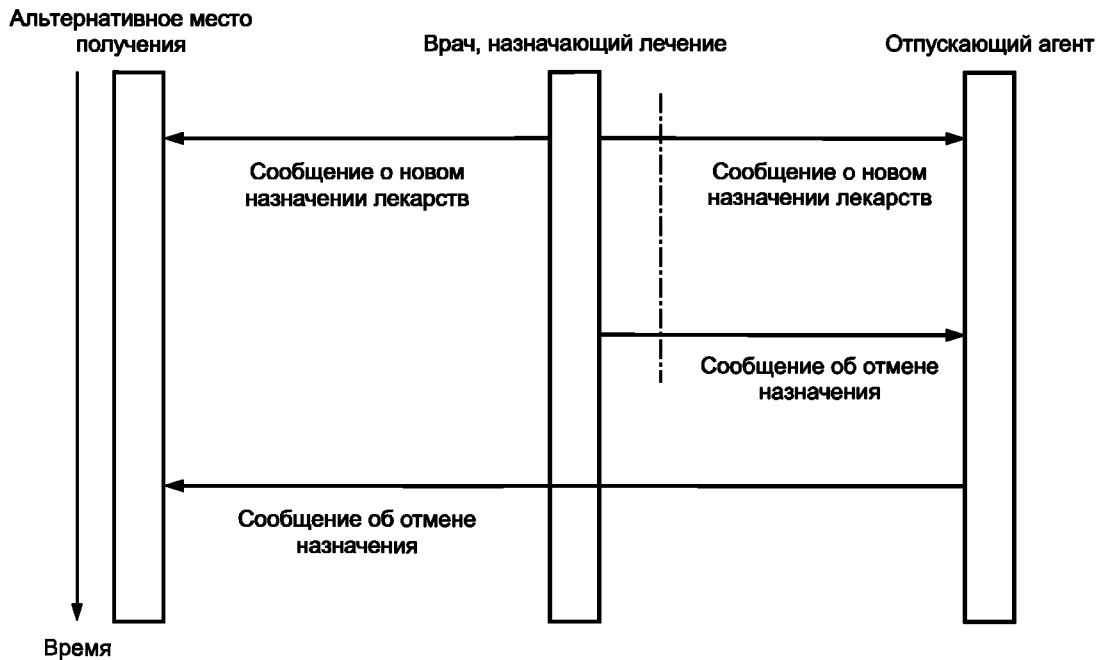 Альтернативное место
получения
Врач, назначающий лечение
Отпускающий агент
Сообщение о новом
назначении лекарств
Сообщение о новом
назначении лекарств
Сообщение об отмене
назначения
Сообщение об отмене
назначения
Время